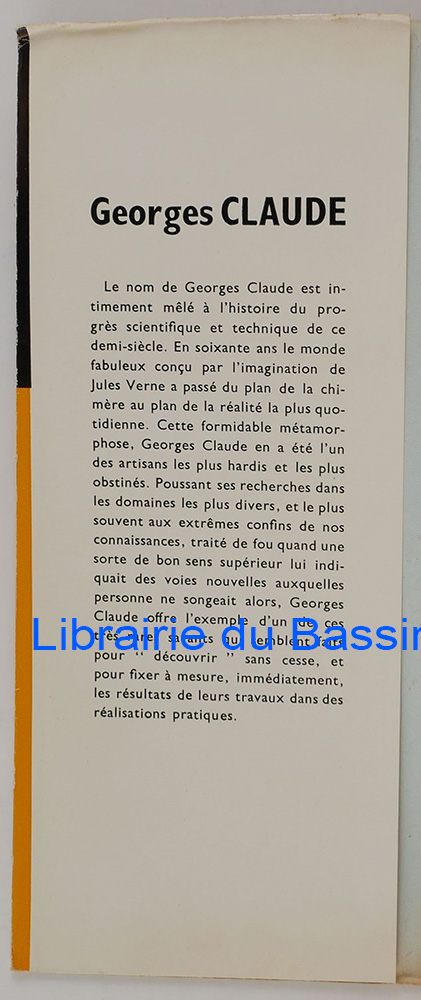 Georges CLAUDE
Le nom de Georges Claude est in-
timement mêlé à l'histoire du pro-
grès scientifique et technique de ce
demi-siècle. En soixante ans le monde
fabuleux conçu par l'imagination de
Jules Verne a passé du plan de la chi-
mère au plan de la réalité la plus quo-
tidienne. Cette formidable métamor-
phose, Georges Claude en a été l'un
des artisans les plus hardis et les plus
obstinés. Poussant ses recherches dans
les domaines les plus divers, et le plus
souvent aux extrêmes confins de nos
connaissances, traité de fou quand une
sorte de bon sens supérieur lui indi-
quait des voies nouvelles auxquelles
personne ne songeait alors, Georges
Claude offre l'exemple d'un de ces
Librairie du Bassin
très rares savants qui semblent faits
pour " découvrir " sans cesse, et
pour fixer à mesure, immédiatement,
les résultats de leurs travaux dans des
réalisations pratiques.